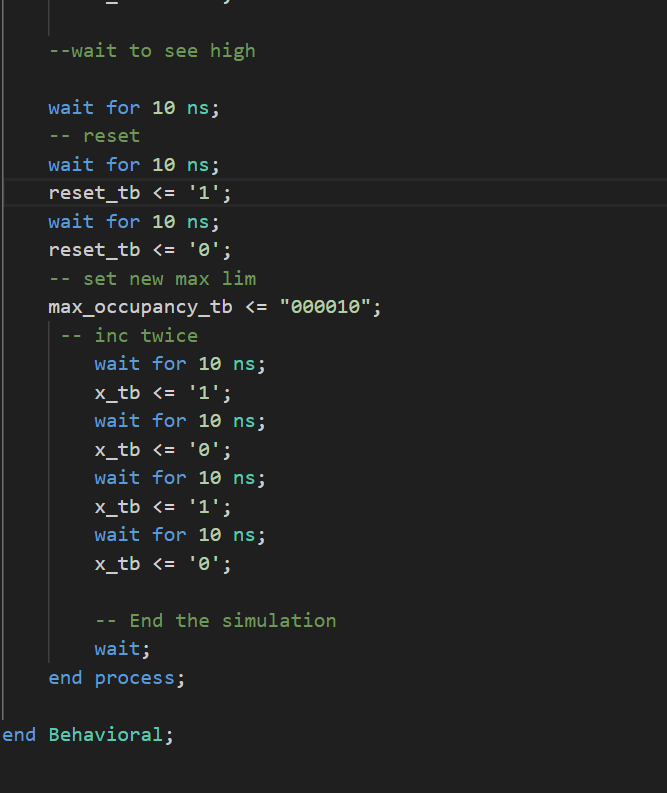 --wait to see high
wait for 10 ns;
-- reset
wait for 10 ns;
reset_tb <= '1';
wait for 10 ns;
reset_tb <= '0';
-- set new max lim
max_occupancy_tb <= "000010";
-- inc twice
wait for 10 ns;
x_tb <= '1';
wait for 10 ns;
x_tb <= '0';
wait for 10 ns;
x_tb <= '1';
wait for 10 ns;
x_tb <= '0';
-- End the simulation
wait;
end process;
end Behavioral;